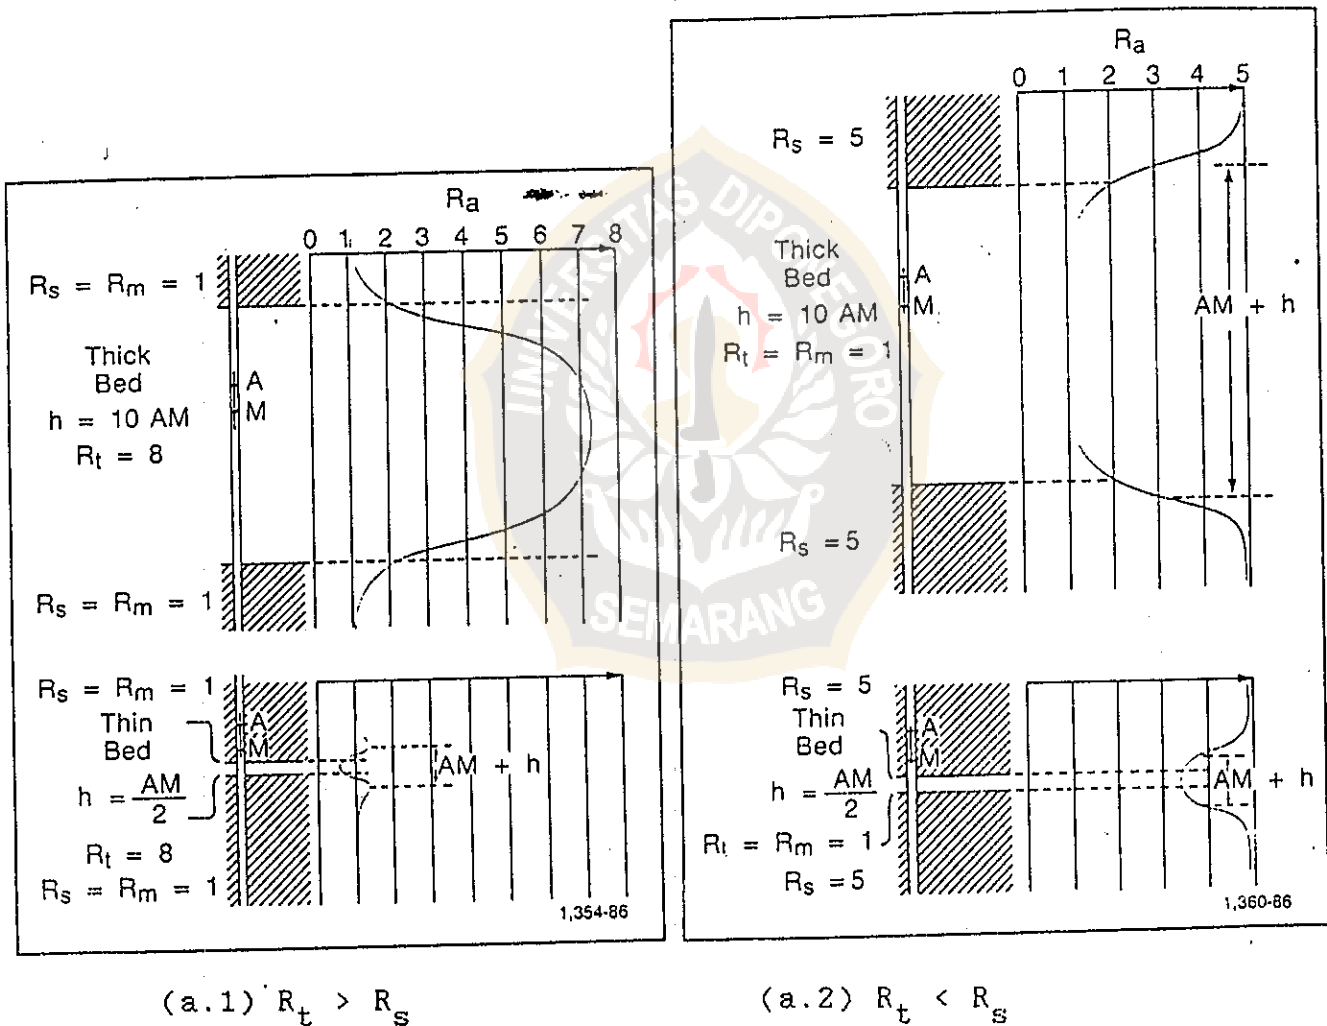 Ra
0 1 2 3 4 5 6 7 8
Rs = Rm = 1
Thick
Bed
h = 10 AM
Rt = 8
A
M
Rs = Rm = 1
Rs = Rm = 1
Thin
Bed
h = AM/2
Rt = 8
Rs = Rm = 1
A
M
AM + h
1,354-86
(a.1) Rt > Rs
Ra
0 1 2 3 4 5
Rs = 5
Thick
Bed
h = 10 AM
Rt = Rm = 1
A
M
AM + h
Rs = 5
Rs = 5
Thin
Bed
h = AM/2
Rt = Rm = 1
Rs = 5
A
M
AM + h
1,360-86
(a.2) Rt < Rs
UNIVERSITAS DIPONEGORO
SEMARANG